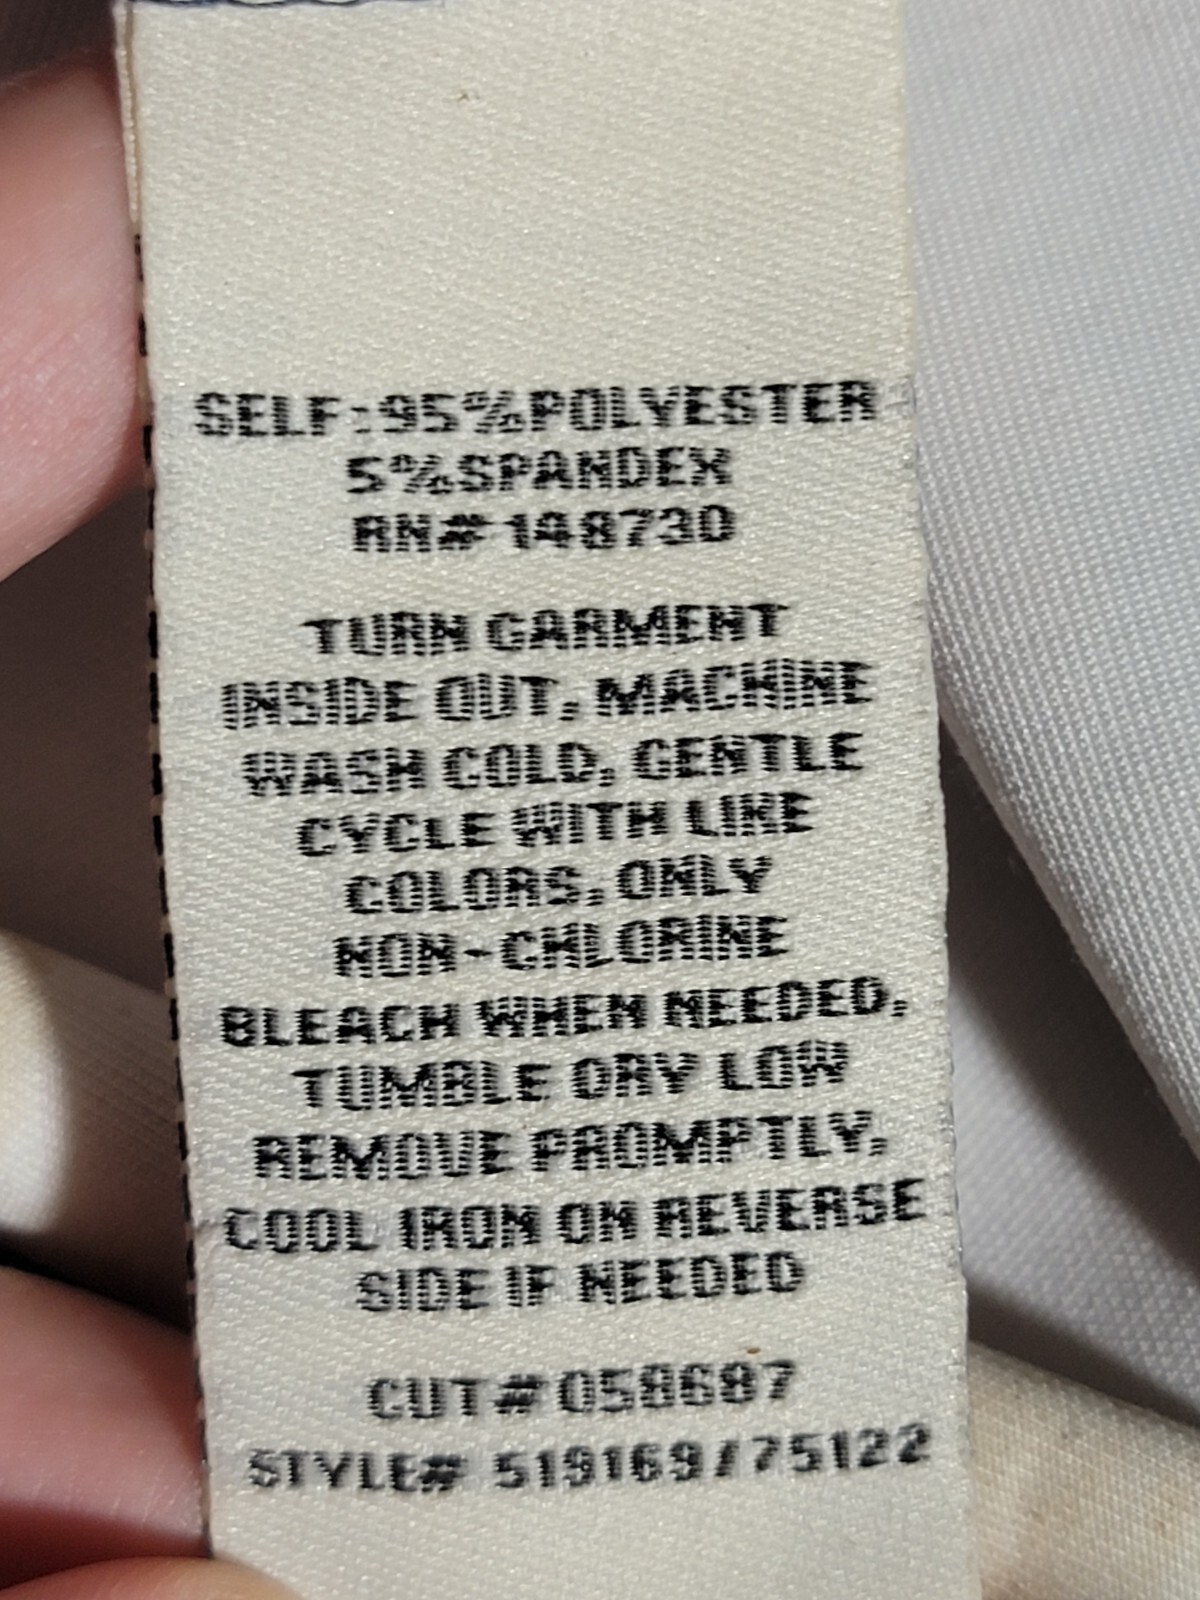 SELF:95%POLYESTER
5%SPANDEX
RN# 148730
TURN GARMENT
INSIDE OUT, MACHINE
WASH COLD, GENTLE
CYCLE WITH LIKE
COLORS, ONLY
NON-CHLORINE
BLEACH WHEN NEEDED,
TUMBLE DRY LOW
REMOVE PROMPTLY,
COOL IRON ON REVERSE
SIDE IF NEEDED
CUT#058687
STYLE# 519169/75122